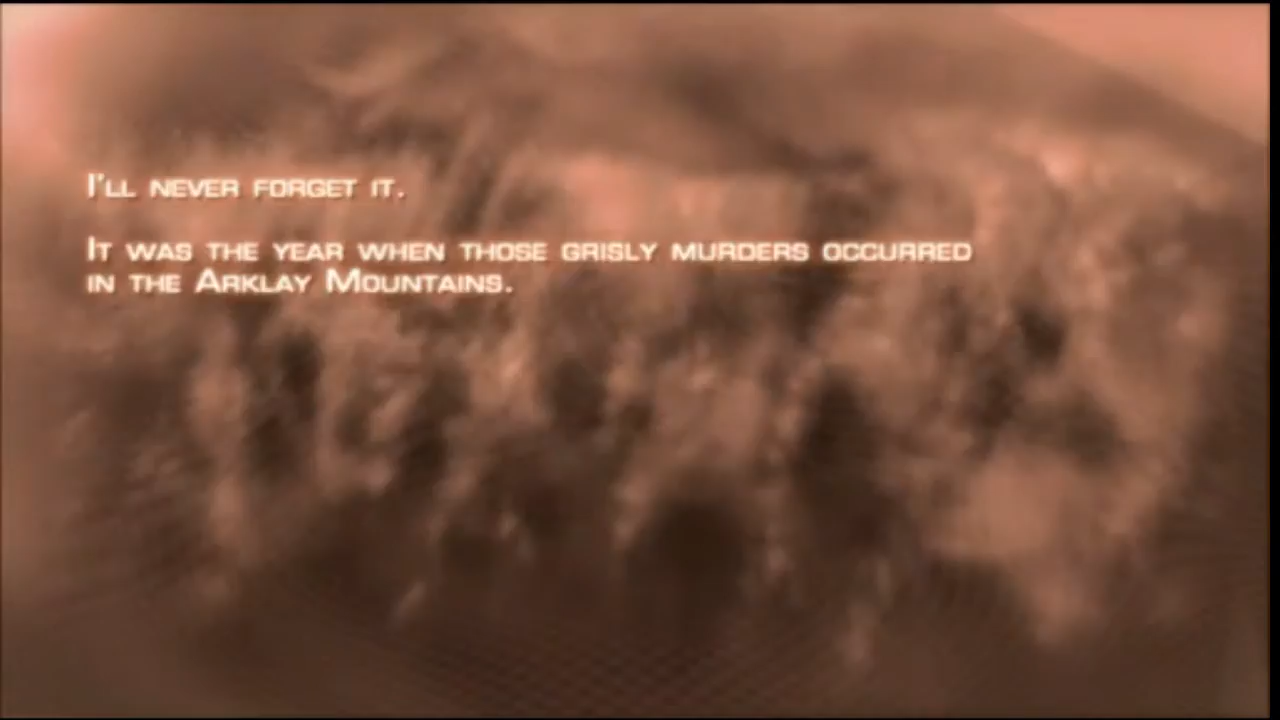 I'll never forget it.
It was the year when those grisly murders occurred
in the Arklay Mountains.